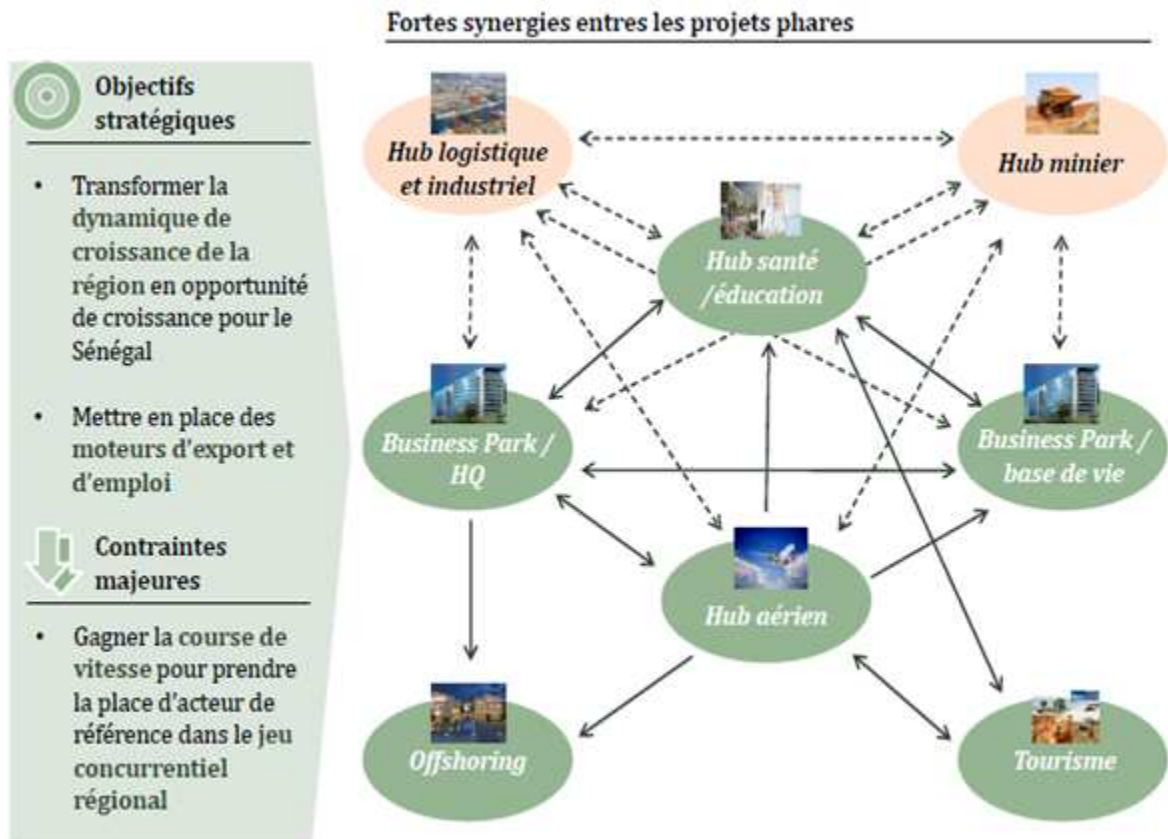 Fortes synergies entres les projets phares
Objectifs
stratégiques
• Transformer la
dynamique de
croissance de la
région en opportunité
de croissance pour le
Sénégal
• Mettre en place des
moteurs d'export et
d'emploi
Contraintes
majeures
• Gagner la course de
vitesse pour prendre
la place d'acteur de
référence dans le jeu
concurrentiel
régional
Hub logistique
et industriel
Hub minier
Hub santé
/éducation
Business Park /
HQ
Business Park /
base de vie
Hub aérien
Offshoring
Tourisme